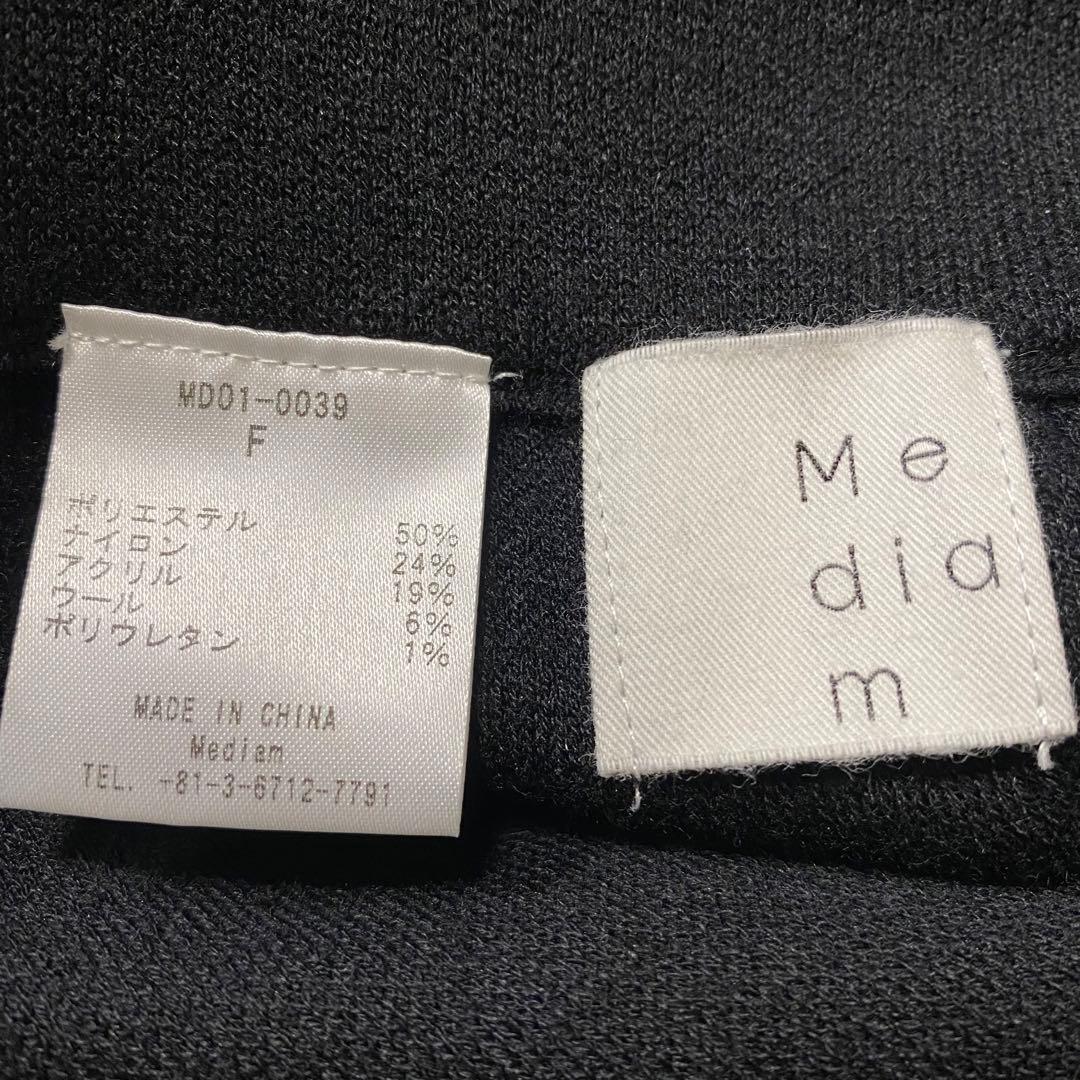 MD01-0039
F
ポリエステル 50%
ナイロン 24%
アクリル 19%
ウール 6%
ポリウレタン 1%
MADE IN CHINA
Mediam
TEL. +81-3-6712-7791
Me
dia
m